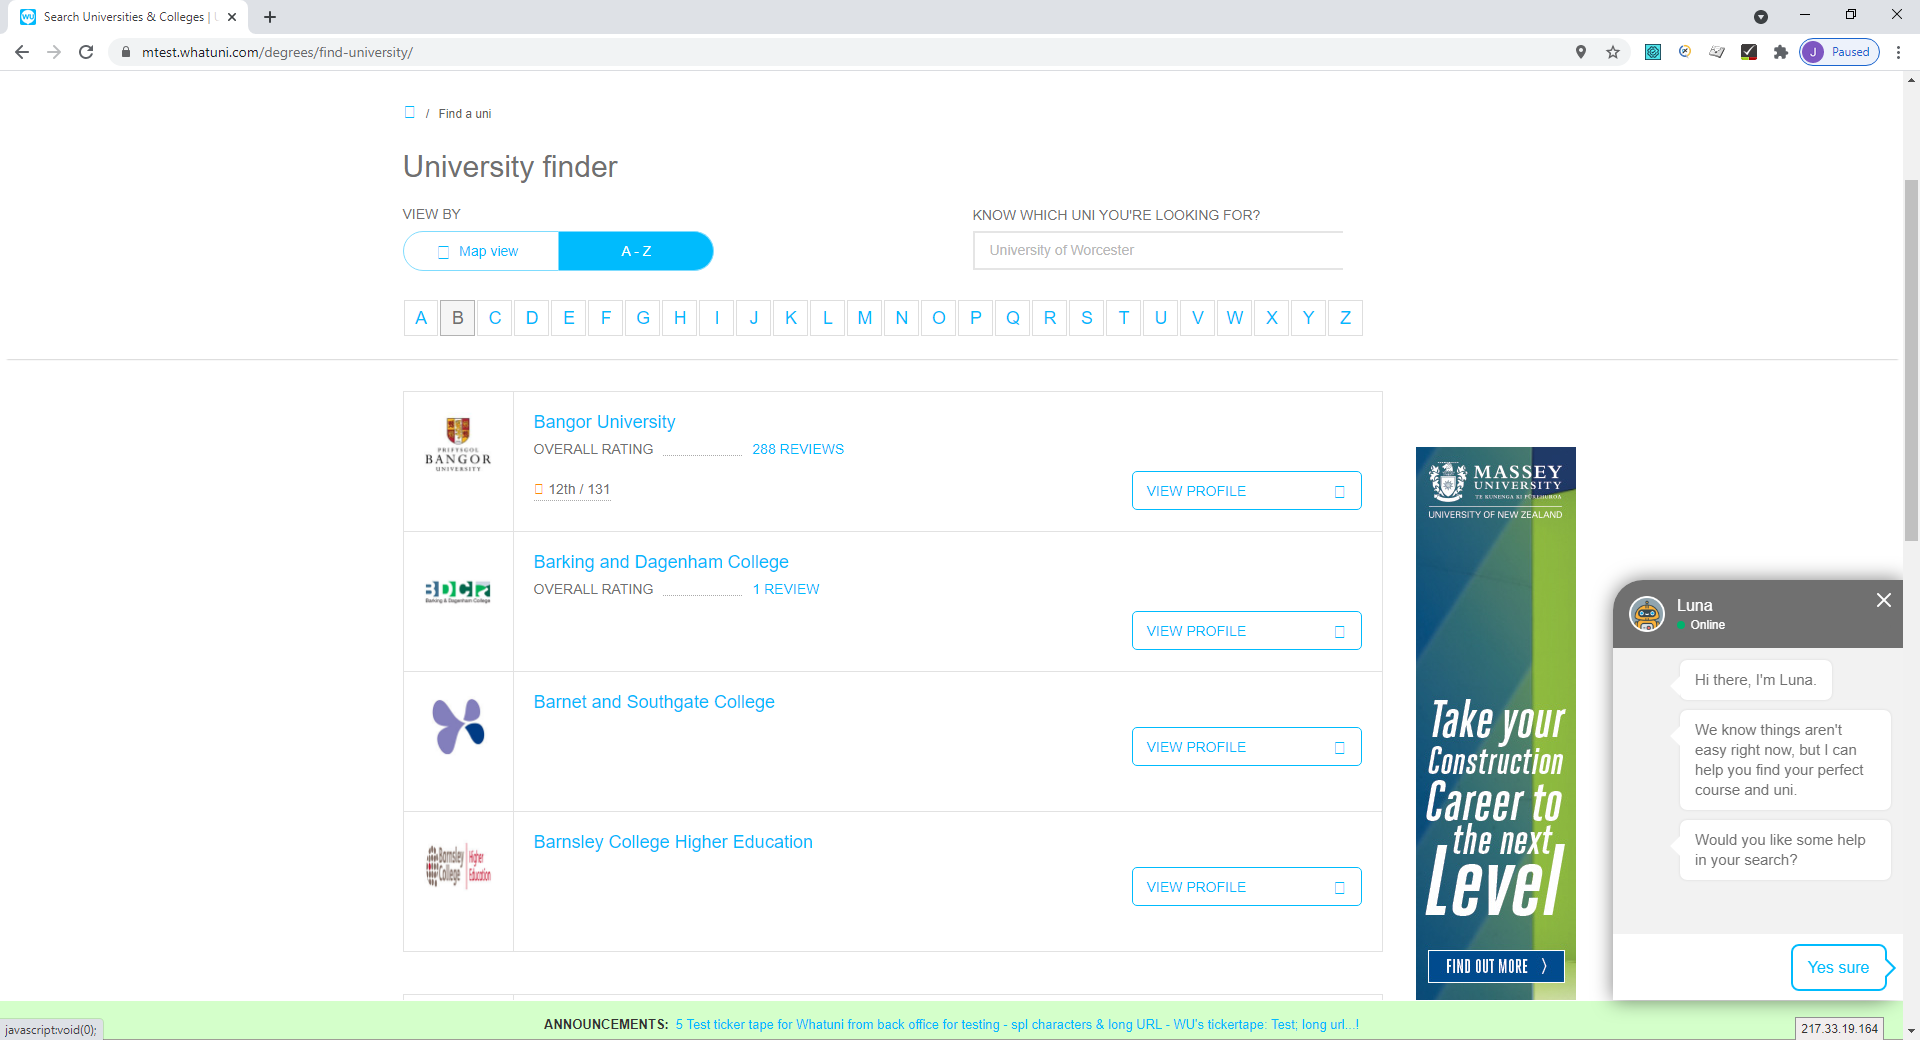 Search Universities & Colleges |
mtest.whatuni.com/degrees/find-university/
J Paused
/ Find a uni
University finder
VIEW BY
KNOW WHICH UNI YOU'RE LOOKING FOR?
Map view
A - Z
University of Worcester
A B C D E F G H I J K L M N O P Q R S T U V W X Y Z
PRIFYSGOL
BANGOR
UNIVERSITY
Bangor University
OVERALL RATING 288 REVIEWS
12th / 131
VIEW PROFILE
BDC
Barking & Dagenham College
Barking and Dagenham College
OVERALL RATING 1 REVIEW
VIEW PROFILE
Barnet and Southgate College
VIEW PROFILE
Barnsley College Higher Education
Barnsley College Higher Education
VIEW PROFILE
MASSEY
UNIVERSITY
TE KUNENGA KI PŪREHUROA
UNIVERSITY OF NEW ZEALAND
Take your
Construction
Career to
the next
Level
FIND OUT MORE
Luna
Online
Hi there, I'm Luna.
We know things aren't
easy right now, but I can
help you find your perfect
course and uni.
Would you like some help
in your search?
Yes sure
ANNOUNCEMENTS: 5 Test ticker tape for Whatuni from back office for testing - spl characters & long URL - WU's tickertape: Test; long url...!
javascript:void(0);
217.33.19.164